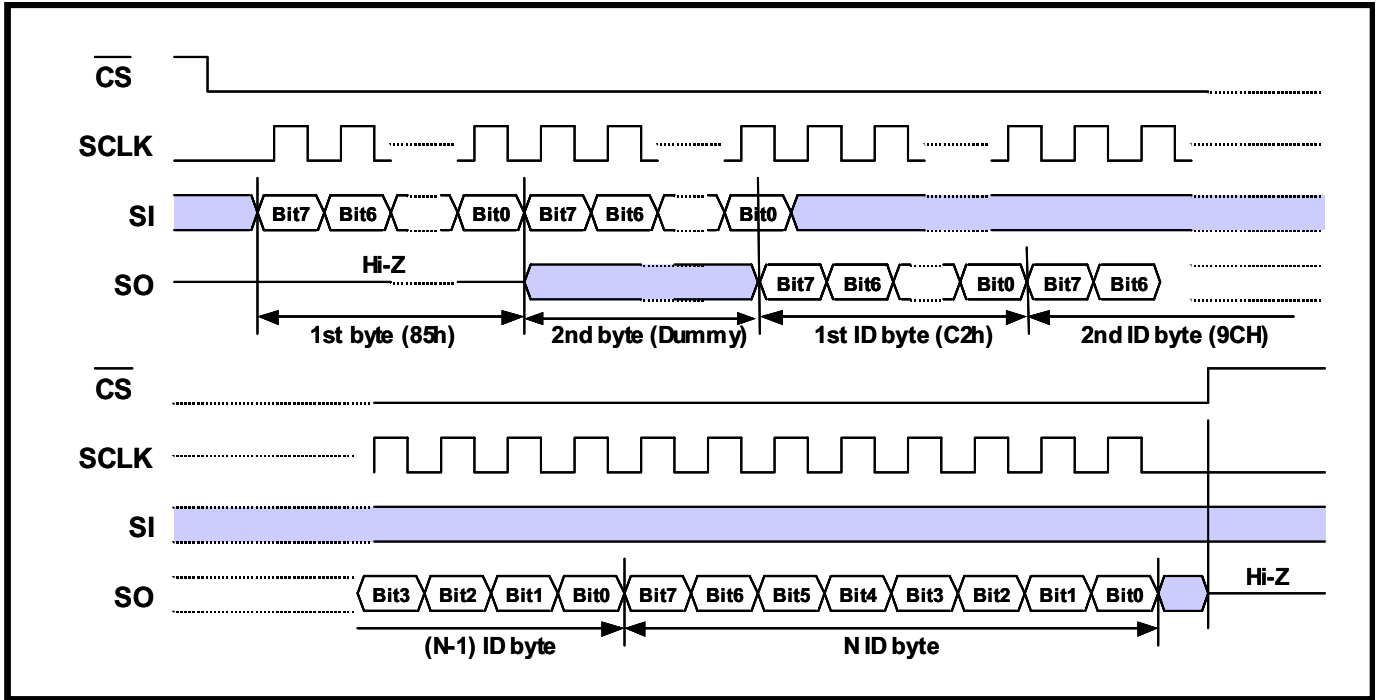 CS
SCLK
SI Bit7 Bit6 Bit0 Bit7 Bit6 Bit0
Hi-Z
SO Bit7 Bit6 Bit0 Bit7 Bit6
1st byte (85h) 2nd byte (Dummy) 1st ID byte (C2h) 2nd ID byte (9CH)
CS
SCLK
SI
SO Bit3 Bit2 Bit1 Bit0 Bit7 Bit6 Bit5 Bit4 Bit3 Bit2 Bit1 Bit0 Hi-Z
(N-1) ID byte N ID byte